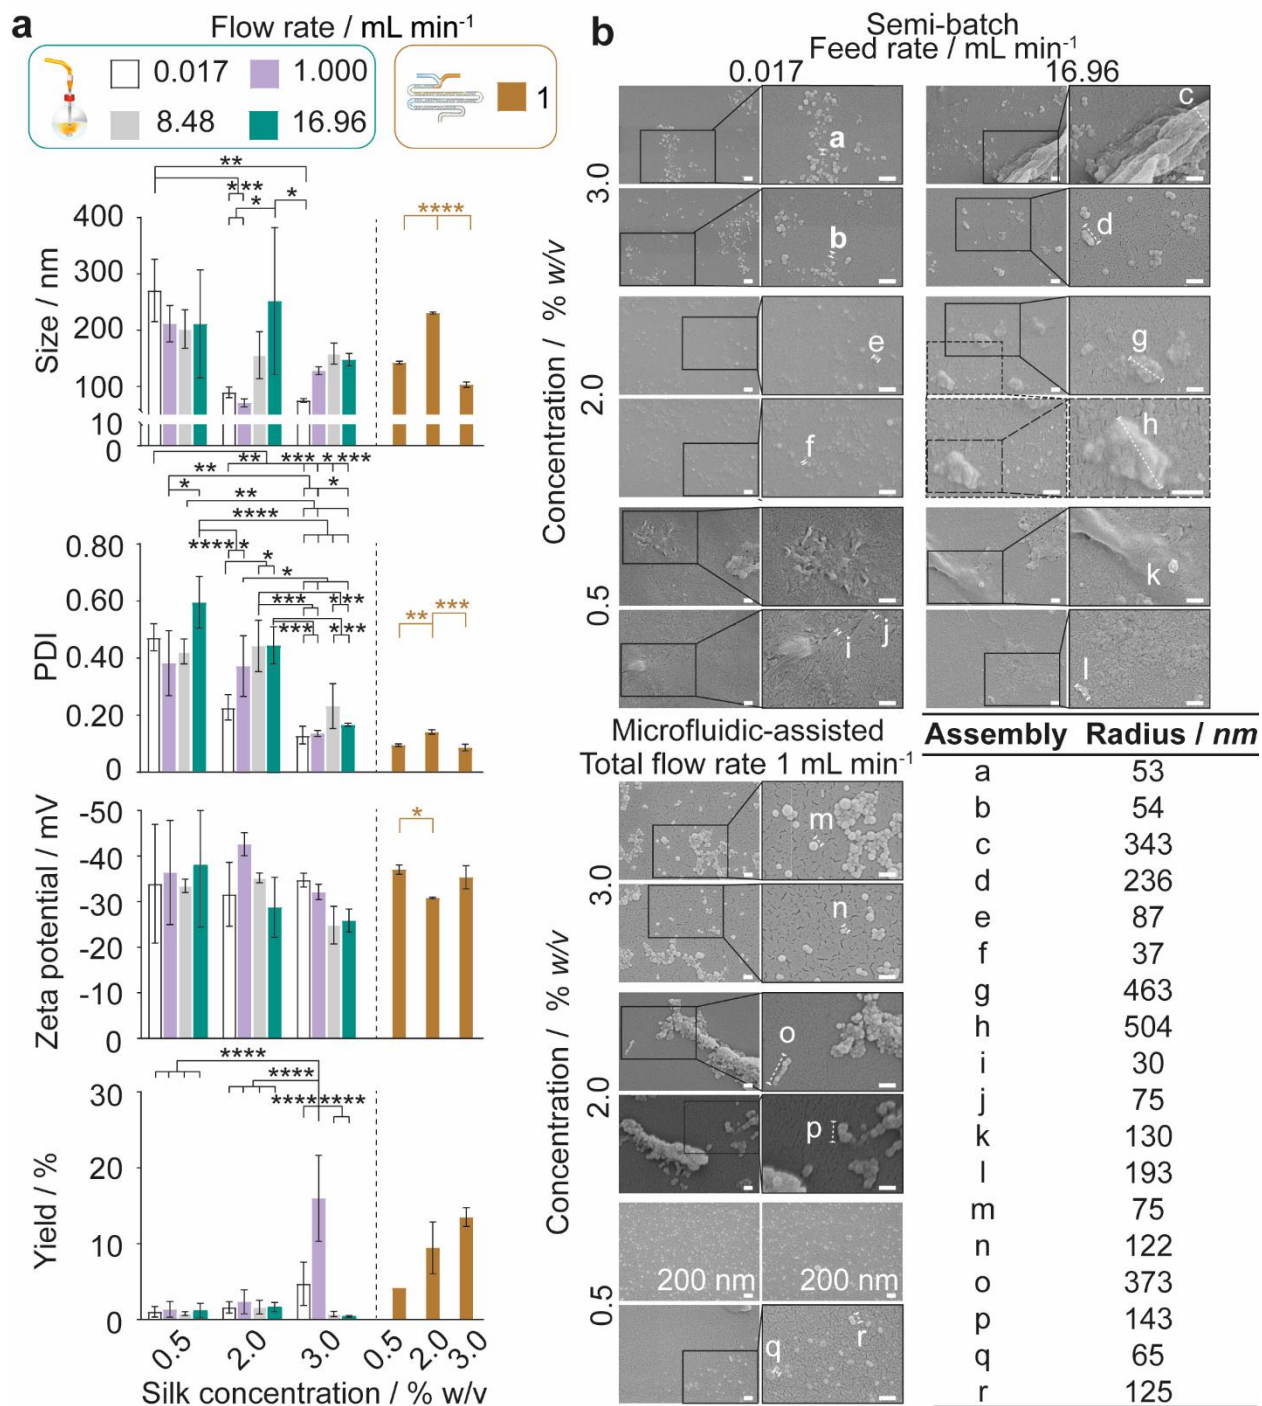 a
Flow rate / mL min-1
0.017
1.000
8.48
16.96
1
**
***
*
*
****
400
300
200
100
10
0
Size / nm
**
***
*
***
**
*
*
**
****
****
*
*
*
***
***
***
***
**
***
0.80
0.60
0.40
0.20
0
PDI
*
-50
-40
-30
-20
-10
0
Zeta potential / mV
****
****
****
****
30
20
10
0
Yield / %
0.5
2.0
3.0
0.5
2.0
3.0
Silk concentration / % w/v
b
Semi-batch
Feed rate / mL min-1
0.017
16.96
Concentration / % w/v
3.0
2.0
0.5
a
c
b
d
e
g
f
h
k
i
j
l
Microfluidic-assisted
Total flow rate 1 mL min-1
Concentration / % w/v
3.0
2.0
0.5
m
n
o
p
200 nm
200 nm
q
r
Assembly Radius / nm
a 53
b 54
c 343
d 236
e 87
f 37
g 463
h 504
i 30
j 75
k 130
l 193
m 75
n 122
o 373
p 143
q 65
r 125